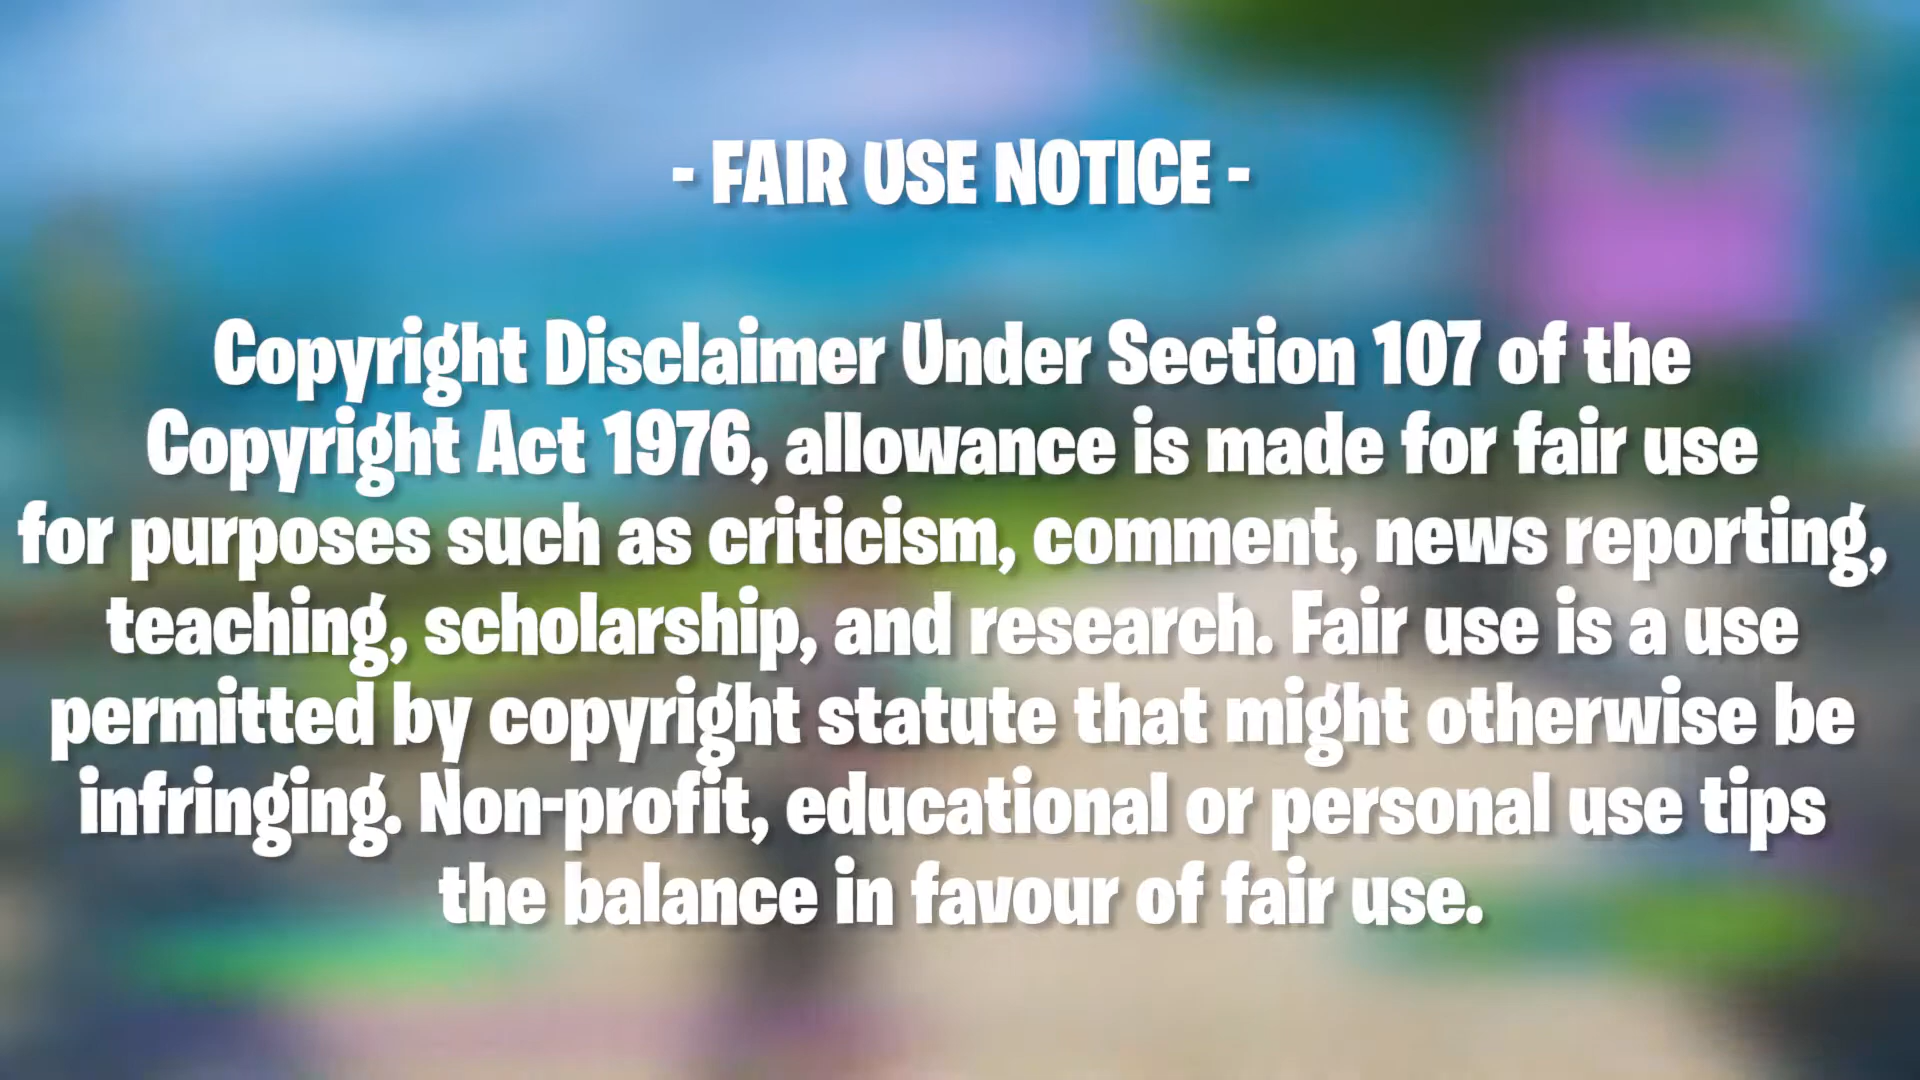 - FAIR USE NOTICE -
Copyright Disclaimer Under Section 107 of the
Copyright Act 1976, allowance is made for fair use
for purposes such as criticism, comment, news reporting,
teaching, scholarship, and research. Fair use is a use
permitted by copyright statute that might otherwise be
infringing. Non-profit, educational or personal use tips
the balance in favour of fair use.